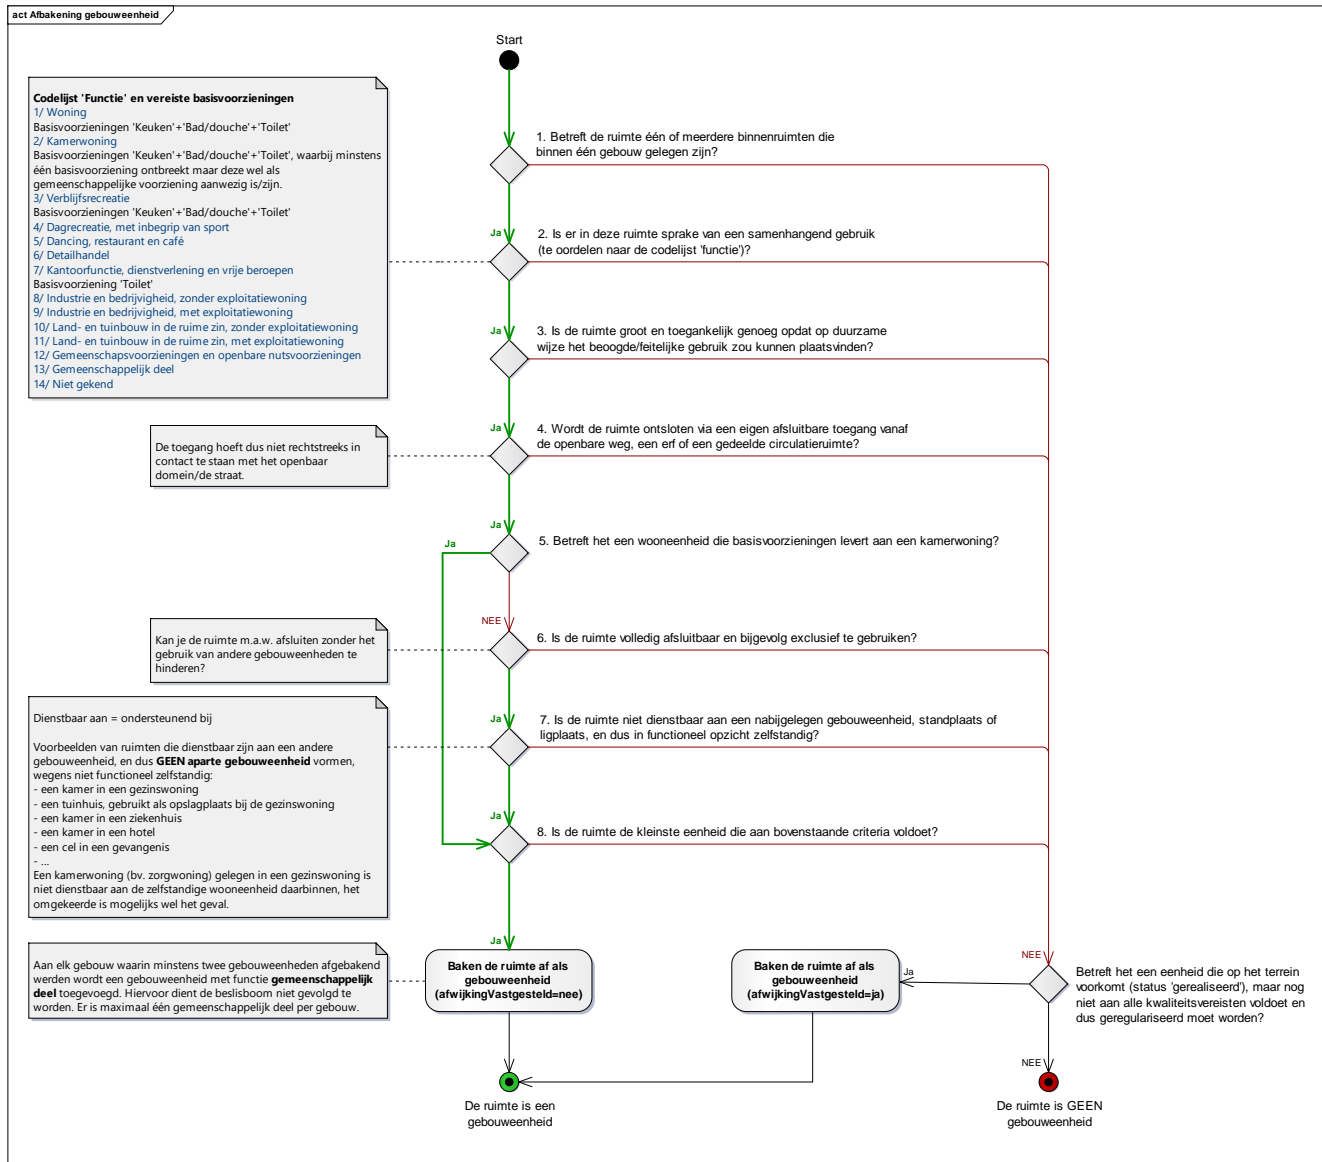 act Afbakening gebouweenheid
Start
Codelijst 'Functie' en vereiste basisvoorzieningen
1/ Woning
Basisvoorzieningen 'Keuken'+'Bad/douche'+'Toilet'
2/ Kamerwoning
Basisvoorzieningen 'Keuken'+'Bad/douche'+'Toilet', waarbij minstens
één basisvoorziening ontbreekt maar deze wel als
gemeenschappelijke voorziening aanwezig is/zijn.
3/ Verblijfsrecreatie
Basisvoorzieningen 'Keuken'+'Bad/douche'+'Toilet'
4/ Dagrecreatie, met inbegrip van sport
5/ Dancing, restaurant en café
6/ Detailhandel
7/ Kantoorfunctie, dienstverlening en vrije beroepen
Basisvoorziening 'Toilet'
8/ Industrie en bedrijvigheid, zonder exploitatiewoning
9/ Industrie en bedrijvigheid, met exploitatiewoning
10/ Land- en tuinbouw in de ruime zin, zonder exploitatiewoning
11/ Land- en tuinbouw in de ruime zin, met exploitatiewoning
12/ Gemeenschapsvoorzieningen en openbare nutsvoorzieningen
13/ Gemeenschappelijk deel
14/ Niet gekend
1. Betreft de ruimte één of meerdere binnenruimten die
binnen één gebouw gelegen zijn?
Ja
2. Is er in deze ruimte sprake van een samenhangend gebruik
(te oordelen naar de codelijst 'functie')?
Ja
3. Is de ruimte groot en toegankelijk genoeg opdat op duurzame
wijze het beoogde/feitelijke gebruik zou kunnen plaatsvinden?
Ja
4. Wordt de ruimte ontsloten via een eigen afsluitbare toegang vanaf
de openbare weg, een erf of een gedeelde circulatieruimte?
De toegang hoeft dus niet rechtstreeks in
contact te staan met het openbaar
domein/de straat.
Ja
Ja
5. Betreft het een wooneenheid die basisvoorzieningen levert aan een kamerwoning?
NEE
6. Is de ruimte volledig afsluitbaar en bijgevolg exclusief te gebruiken?
Kan je de ruimte m.a.w. afsluiten zonder het
gebruik van andere gebouweenheden te
hinderen?
Ja
7. Is de ruimte niet dienstbaar aan een nabijgelegen gebouweenheid, standplaats of
ligplaats, en dus in functioneel opzicht zelfstandig?
Dienstbaar aan = ondersteunend bij
Voorbeelden van ruimten die dienstbaar zijn aan een andere
gebouweenheid, en dus GEEN aparte gebouweenheid vormen,
wegens niet functioneel zelfstandig:
- een kamer in een gezinswoning
- een tuinhuis, gebruikt als opslagplaats bij de gezinswoning
- een kamer in een ziekenhuis
- een kamer in een hotel
- een cel in een gevangenis
- ...
Een kamerwoning (bv. zorgwoning) gelegen in een gezinswoning is
niet dienstbaar aan de zelfstandige wooneenheid daarbinnen, het
omgekeerde is mogelijks wel het geval.
Ja
8. Is de ruimte de kleinste eenheid die aan bovenstaande criteria voldoet?
Ja
Aan elk gebouw waarin minstens twee gebouweenheden afgebakend
werden wordt een gebouweenheid met functie gemeenschappelijk
deel toegevoegd. Hiervoor dient de beslisboom niet gevolgd te
worden. Er is maximaal één gemeenschappelijk deel per gebouw.
Baken de ruimte af als
gebouweenheid
(afwijkingVastgesteld=nee)
Baken de ruimte af als
gebouweenheid
(afwijkingVastgesteld=ja)
Ja
NEE
Betreft het een eenheid die op het terrein
voorkomt (status 'gerealiseerd'), maar nog
niet aan alle kwaliteitsvereisten voldoet en
dus geregulariseerd moet worden?
NEE
De ruimte is een
gebouweenheid
De ruimte is GEEN
gebouweenheid